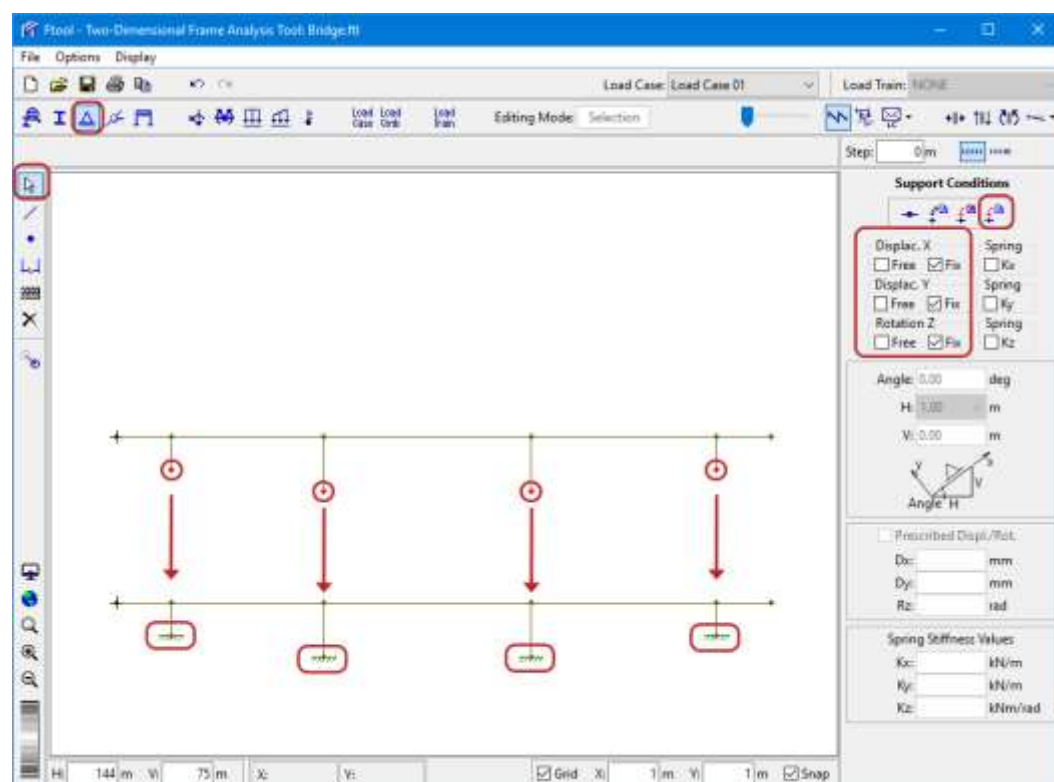 Ftool - Two-Dimensional Frame Analysis Tool: Bridge.ftl
File Options Display
Load Case: Load Case 01 Load Train: NONE
Load Case Load Comb Load Train Editing Mode: Selection
Step: 0 m
Support Conditions
Displac. X Spring
Free Fix Kx
Displac. Y Spring
Free Fix Ky
Rotation Z Spring
Free Fix Kz
Angle: 0.00 deg
H: 1.00 m
V: 0.00 m
y x
V
Angle H
Prescribed Displ./Rot.
Dx: mm
Dy: mm
Rz: rad
Spring Stiffness Values
Kx: kN/m
Ky: kN/m
Kz: kNm/rad
H: 144 m V: 75 m X: Y: Grid X: 1 m Y: 1 m Snap